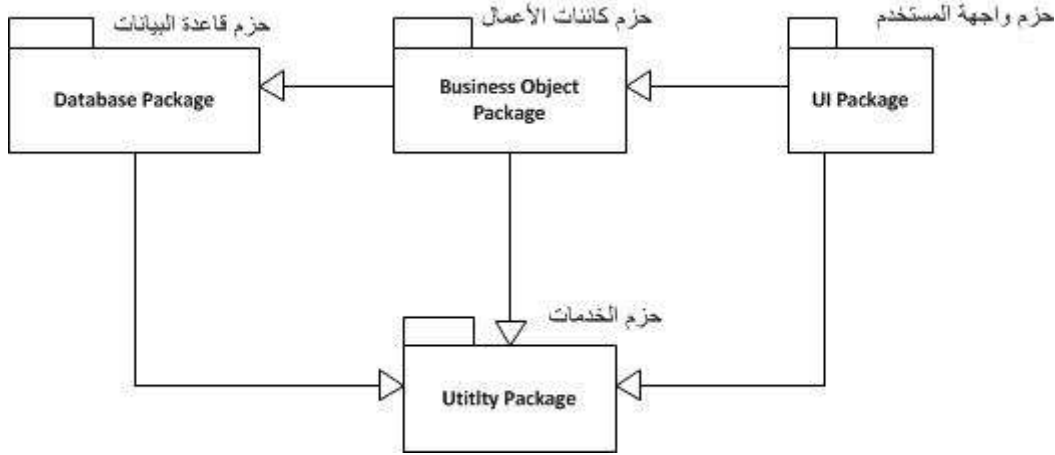 حزم قاعدة البيانات
حزم كائنات الأعمال
حزم واجهة المستخدم
Database Package
Business Object
Package
UI Package
حزم الخدمات
Utitlty Package